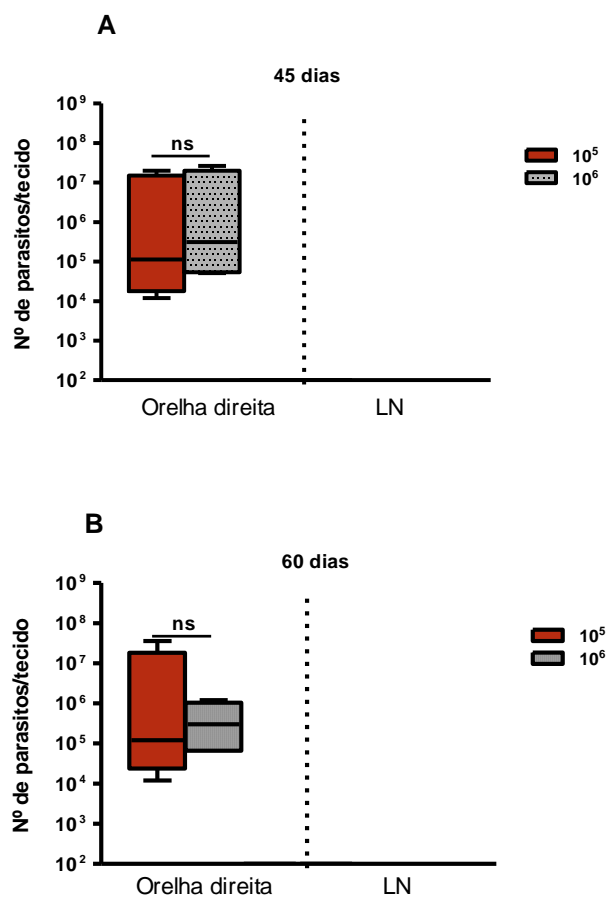 A
45 dias
Nº de parasitos/tecido
10⁹
10⁸
10⁷
10⁶
10⁵
10⁴
10³
10²
ns
10⁵
10⁶
Orelha direita
LN
B
60 dias
Nº de parasitos/tecido
10⁹
10⁸
10⁷
10⁶
10⁵
10⁴
10³
10²
ns
10⁵
10⁶
Orelha direita
LN